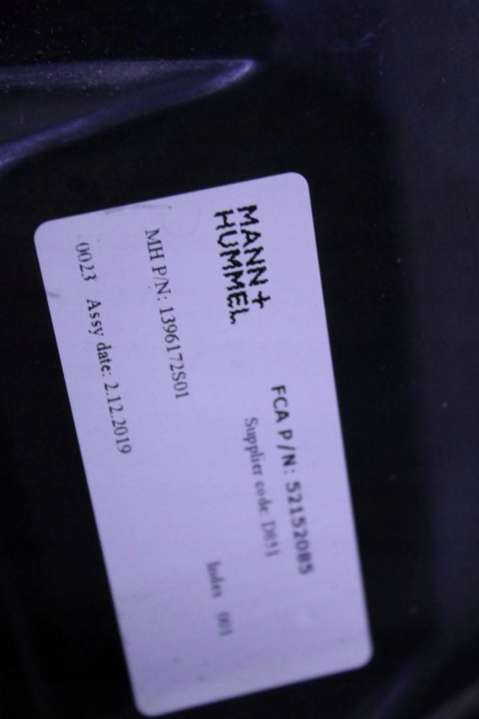 MANN+
HUMMEL
FCA P/N: 52152085
Supplier code D851
MH P/N: 1396172S01
Index 001
0023 Assy date: 2.12.2019